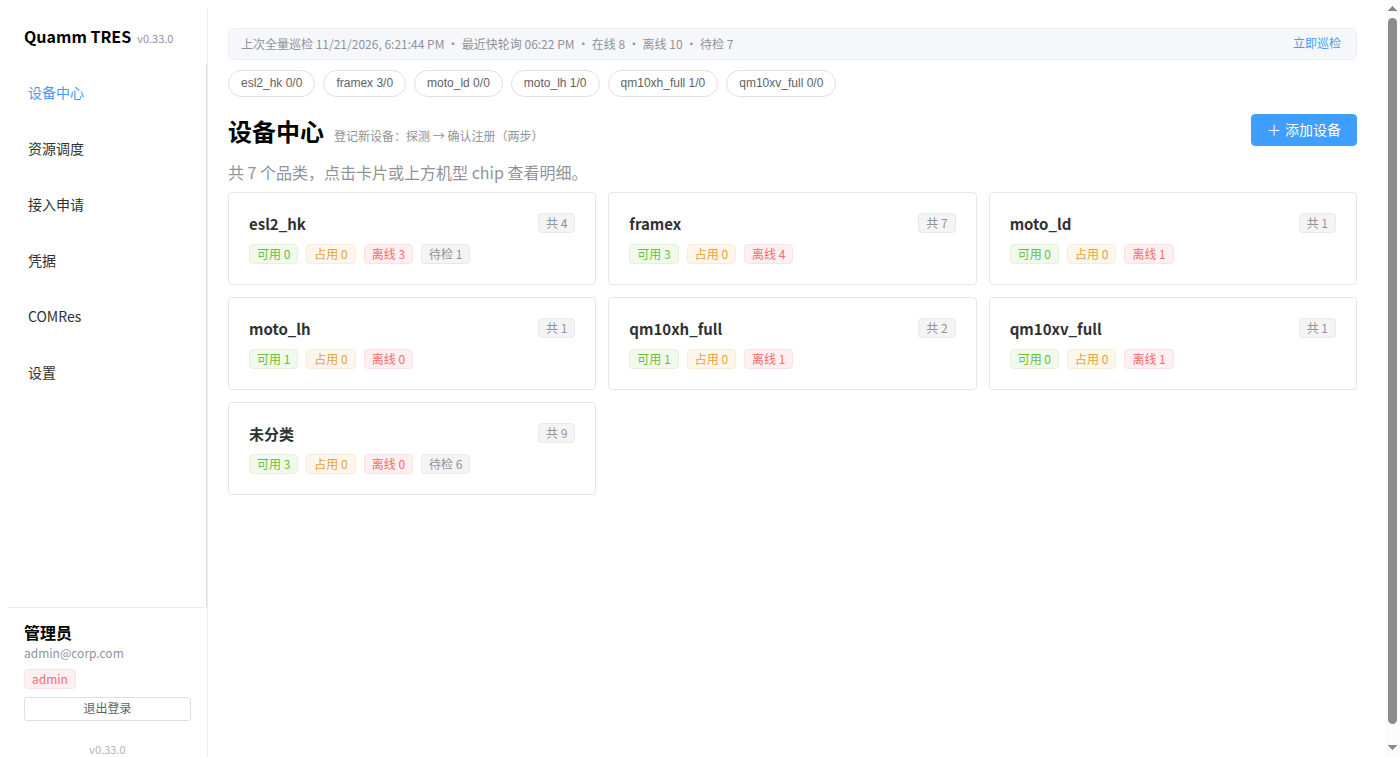 Quamm TRES v0.33.0
设备中心
资源调度
接入申请
凭据
COMRes
设置
管理员
admin@corp.com
admin
退出登录
v0.33.0
上次全量巡检 11/21/2026, 6:21:44 PM · 最近快轮询 06:22 PM · 在线 8 · 离线 10 · 待检 7
立即巡检
esl2_hk 0/0 framex 3/0 moto_ld 0/0 moto_lh 1/0 qm10xh_full 1/0 qm10xv_full 0/0
设备中心 登记新设备：探测 → 确认注册（两步）
+ 添加设备
共 7 个品类，点击卡片或上方机型 chip 查看明细。
esl2_hk 共 4
可用 0 占用 0 离线 3 待检 1
framex 共 7
可用 3 占用 0 离线 4
moto_ld 共 1
可用 0 占用 0 离线 1
moto_lh 共 1
可用 1 占用 0 离线 0
qm10xh_full 共 2
可用 1 占用 0 离线 1
qm10xv_full 共 1
可用 0 占用 0 离线 1
未分类 共 9
可用 3 占用 0 离线 0 待检 6